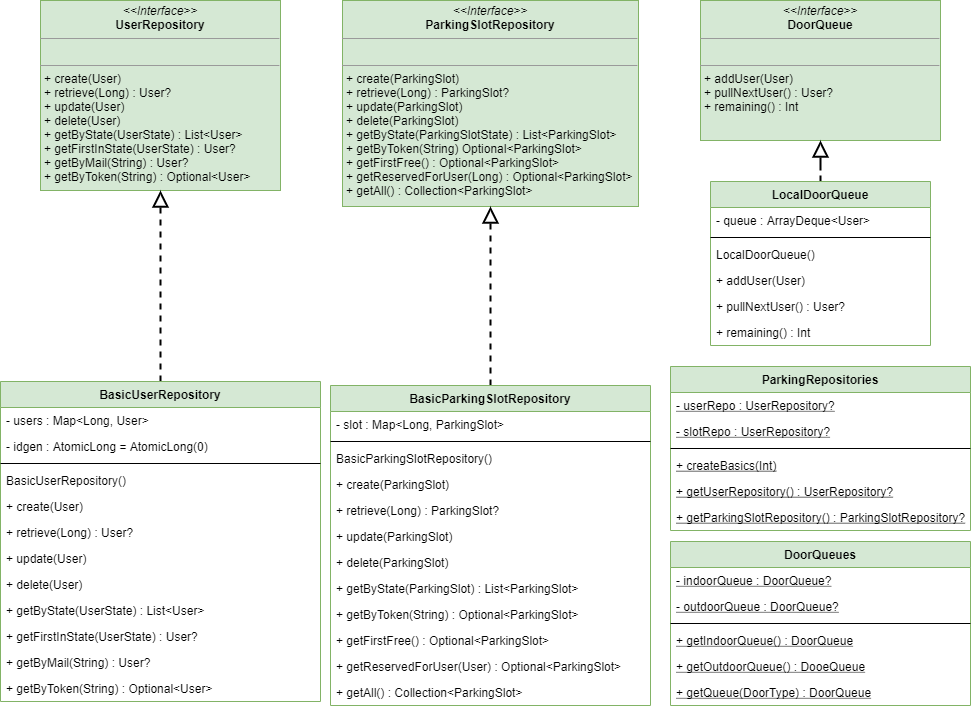 <<Interface>>
UserRepository
+ create(User)
+ retrieve(Long) : User?
+ update(User)
+ delete(User)
+ getByState(UserState) : List<User>
+ getFirstInState(UserState) : User?
+ getByMail(String) : User?
+ getByToken(String) : Optional<User>
<<Interface>>
ParkingSlotRepository
+ create(ParkingSlot)
+ retrieve(Long) : ParkingSlot?
+ update(ParkingSlot)
+ delete(ParkingSlot)
+ getByState(ParkingSlotState) : List<ParkingSlot>
+ getByToken(String) Optional<ParkingSlot>
+ getFirstFree() : Optional<ParkingSlot>
+ getReservedForUser(Long) : Optional<ParkingSlot>
+ getAll() : Collection<ParkingSlot>
<<Interface>>
DoorQueue
+ addUser(User)
+ pullNextUser() : User?
+ remaining() : Int
LocalDoorQueue
- queue : ArrayDeque<User>
LocalDoorQueue()
+ addUser(User)
+ pullNextUser() : User?
+ remaining() : Int
BasicUserRepository
- users : Map<Long, User>
- idgen : AtomicLong = AtomicLong(0)
BasicUserRepository()
+ create(User)
+ retrieve(Long) : User?
+ update(User)
+ delete(User)
+ getByState(UserState) : List<User>
+ getFirstInState(UserState) : User?
+ getByMail(String) : User?
+ getByToken(String) : Optional<User>
BasicParkingSlotRepository
- slot : Map<Long, ParkingSlot>
BasicParkingSlotRepository()
+ create(ParkingSlot)
+ retrieve(Long) : ParkingSlot?
+ update(ParkingSlot)
+ delete(ParkingSlot)
+ getByState(ParkingSlot) : List<ParkingSlot>
+ getByToken(String) : Optional<ParkingSlot>
+ getFirstFree() : Optional<ParkingSlot>
+ getReservedForUser(User) : Optional<ParkingSlot>
+ getAll() : Collection<ParkingSlot>
ParkingRepositories
- userRepo : UserRepository?
- slotRepo : UserRepository?
+ createBasics(Int)
+ getUserRepository() : UserRepository?
+ getParkingSlotRepository() : ParkingSlotRepository?
DoorQueues
- indoorQueue : DoorQueue?
- outdoorQueue : DoorQueue?
+ getIndoorQueue() : DoorQueue
+ getOutdoorQueue() : DooeQueue
+ getQueue(DoorType) : DoorQueue